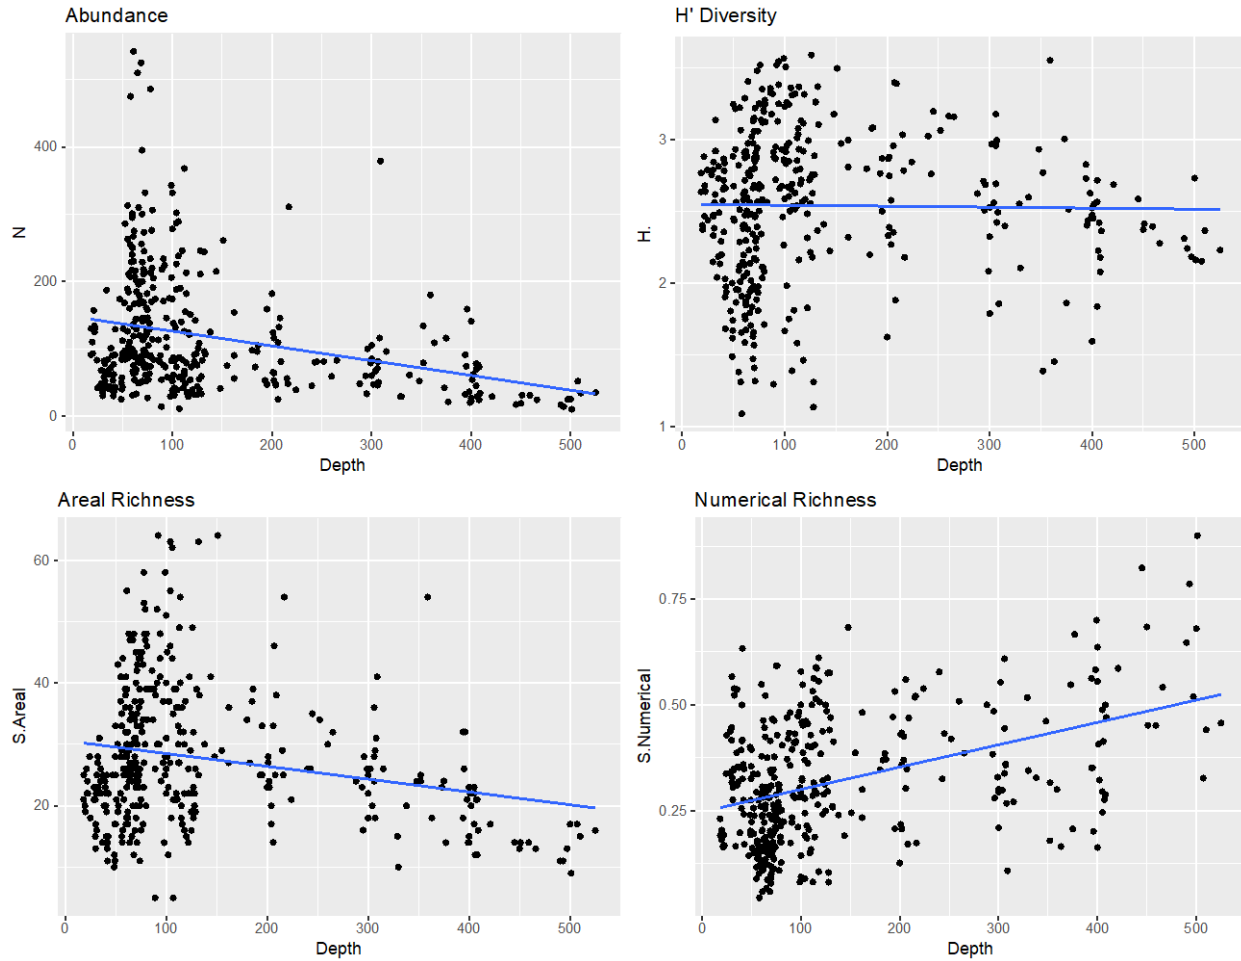 Abundance
N
400
200
0
0 100 200 300 400 500
Depth
H' Diversity
H.
3
2
1
0 100 200 300 400 500
Depth
Areal Richness
S.Areal
60
40
20
0 100 200 300 400 500
Depth
Numerical Richness
S.Numerical
0.75
0.50
0.25
0 100 200 300 400 500
Depth